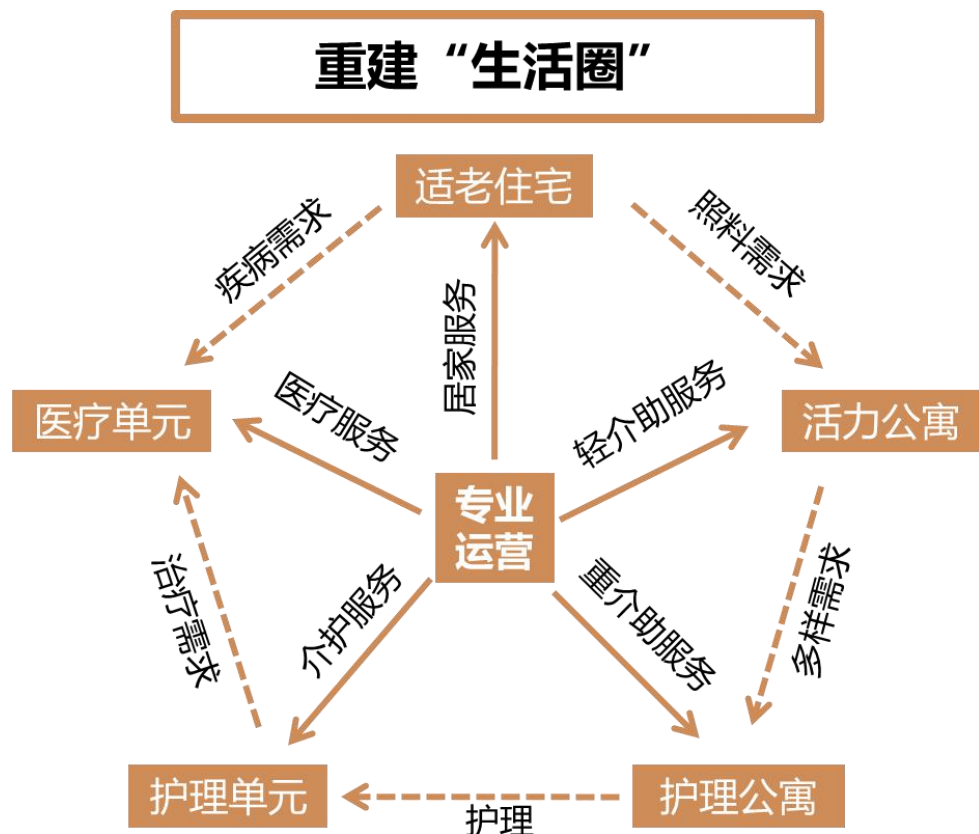 重建“生活圈”
适老住宅
疾病需求
照料需求
居家服务
医疗单元
医疗服务
轻介助服务
活力公寓
专业
运营
治疗需求
介护服务
重介助服务
多样需求
护理单元
护理
护理公寓